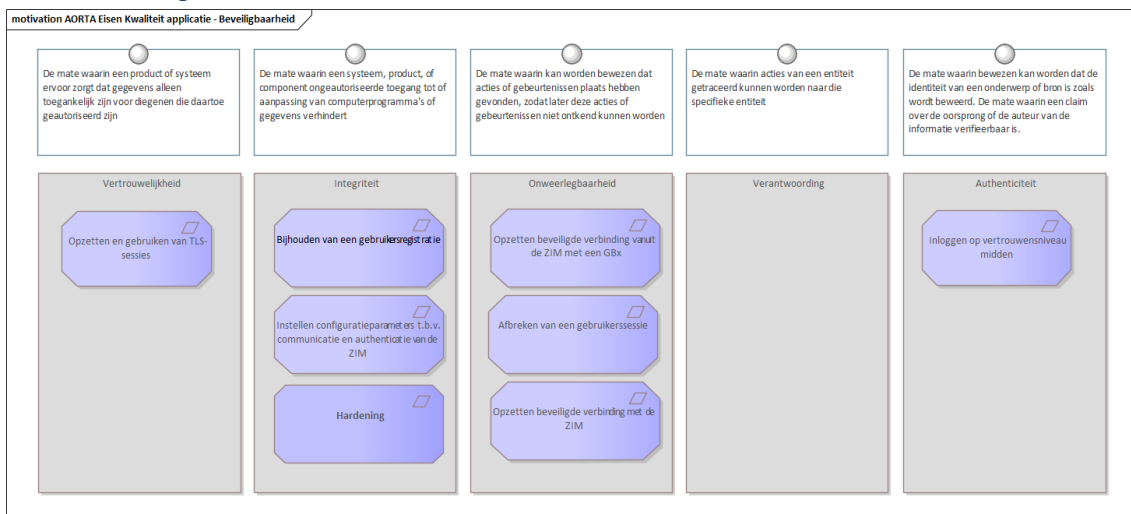 motivation AORTA Eisen Kwaliteit applicatie - Beveiligbaarheid
De mate waarin een product of systeem
ervoor zorgt dat gegevens alleen
toegankelijk zijn voor diegenen die daartoe
geautoriseerd zijn
De mate waarin een systeem, product, of
component ongeautoriseerde toegang tot of
aanpassing van computerprogramma's of
gegevens verhindert
De mate waarin kan worden bewezen dat
acties of gebeurtenissen plaats hebben
gevonden, zodat later deze acties of
gebeurtenissen niet ontkend kunnen worden
De mate waarin acties van een entiteit
getraceerd kunnen worden naar die
specifieke entiteit
De mate waarin bewezen kan worden dat de
identiteit van een onderwerp of bron is zoals
wordt beweerd. De mate waarin een claim
over de oorsprong of de auteur van de
informatie verifieerbaar is.
Vertrouwelijkheid
Opzetten en gebruiken van TLS-
sessies
Integriteit
Bijhouden van een gebruikersregistratie
Instellen configuratieparameters t.b.v.
communicatie en authenticatie van de
ZIM
Hardening
Onweerlegbaarheid
Opzetten beveiligde verbinding vanuit
de ZIM met een GBx
Afbreken van een gebruikerssessie
Opzetten beveiligde verbinding met de
ZIM
Verantwoording
Authenticiteit
Inloggen op vertrouwensniveau
midden